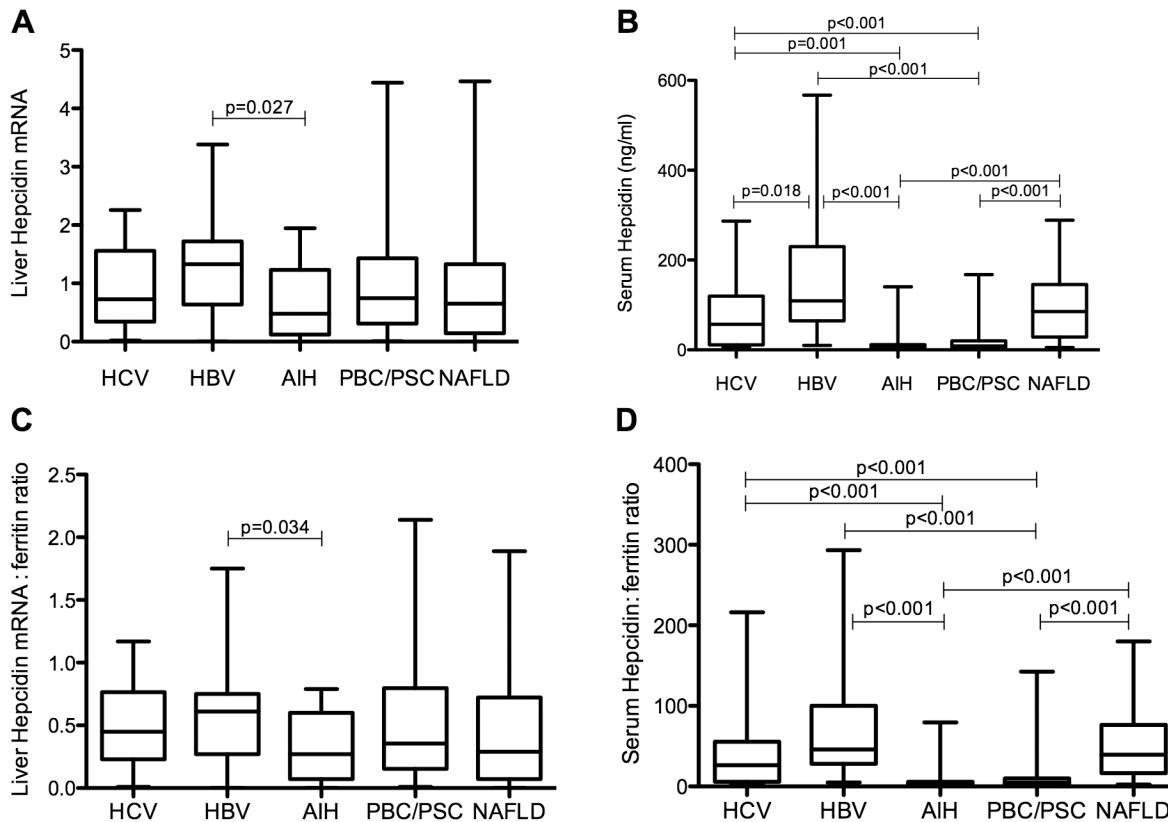 A
Liver Hepcidin mRNA
5
4
3
2
1
0
p=0.027
HCV HBV AIH PBC/PSC NAFLD
B
Serum Hepcidin (ng/ml)
600
400
200
0
p<0.001
p=0.001
p<0.001
p<0.001
p=0.018 p<0.001 p<0.001
HCV HBV AIH PBC/PSC NAFLD
C
Liver Hepcidin mRNA : ferritin ratio
2.5
2.0
1.5
1.0
0.5
0.0
p=0.034
HCV HBV AIH PBC/PSC NAFLD
D
Serum Hepcidin: ferritin ratio
400
300
200
100
0
p<0.001
p<0.001
p<0.001
p<0.001
p<0.001 p<0.001
HCV HBV AIH PBC/PSC NAFLD